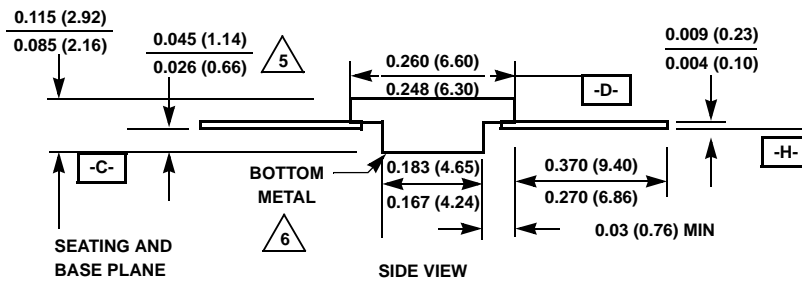 0.115 (2.92)
0.085 (2.16)
0.045 (1.14)
0.026 (0.66)
5
0.260 (6.60)
0.248 (6.30)
0.009 (0.23)
0.004 (0.10)
-D-
-H-
-C-
BOTTOM
METAL
0.183 (4.65)
0.167 (4.24)
0.370 (9.40)
0.270 (6.86)
6
0.03 (0.76) MIN
SEATING AND
BASE PLANE
SIDE VIEW